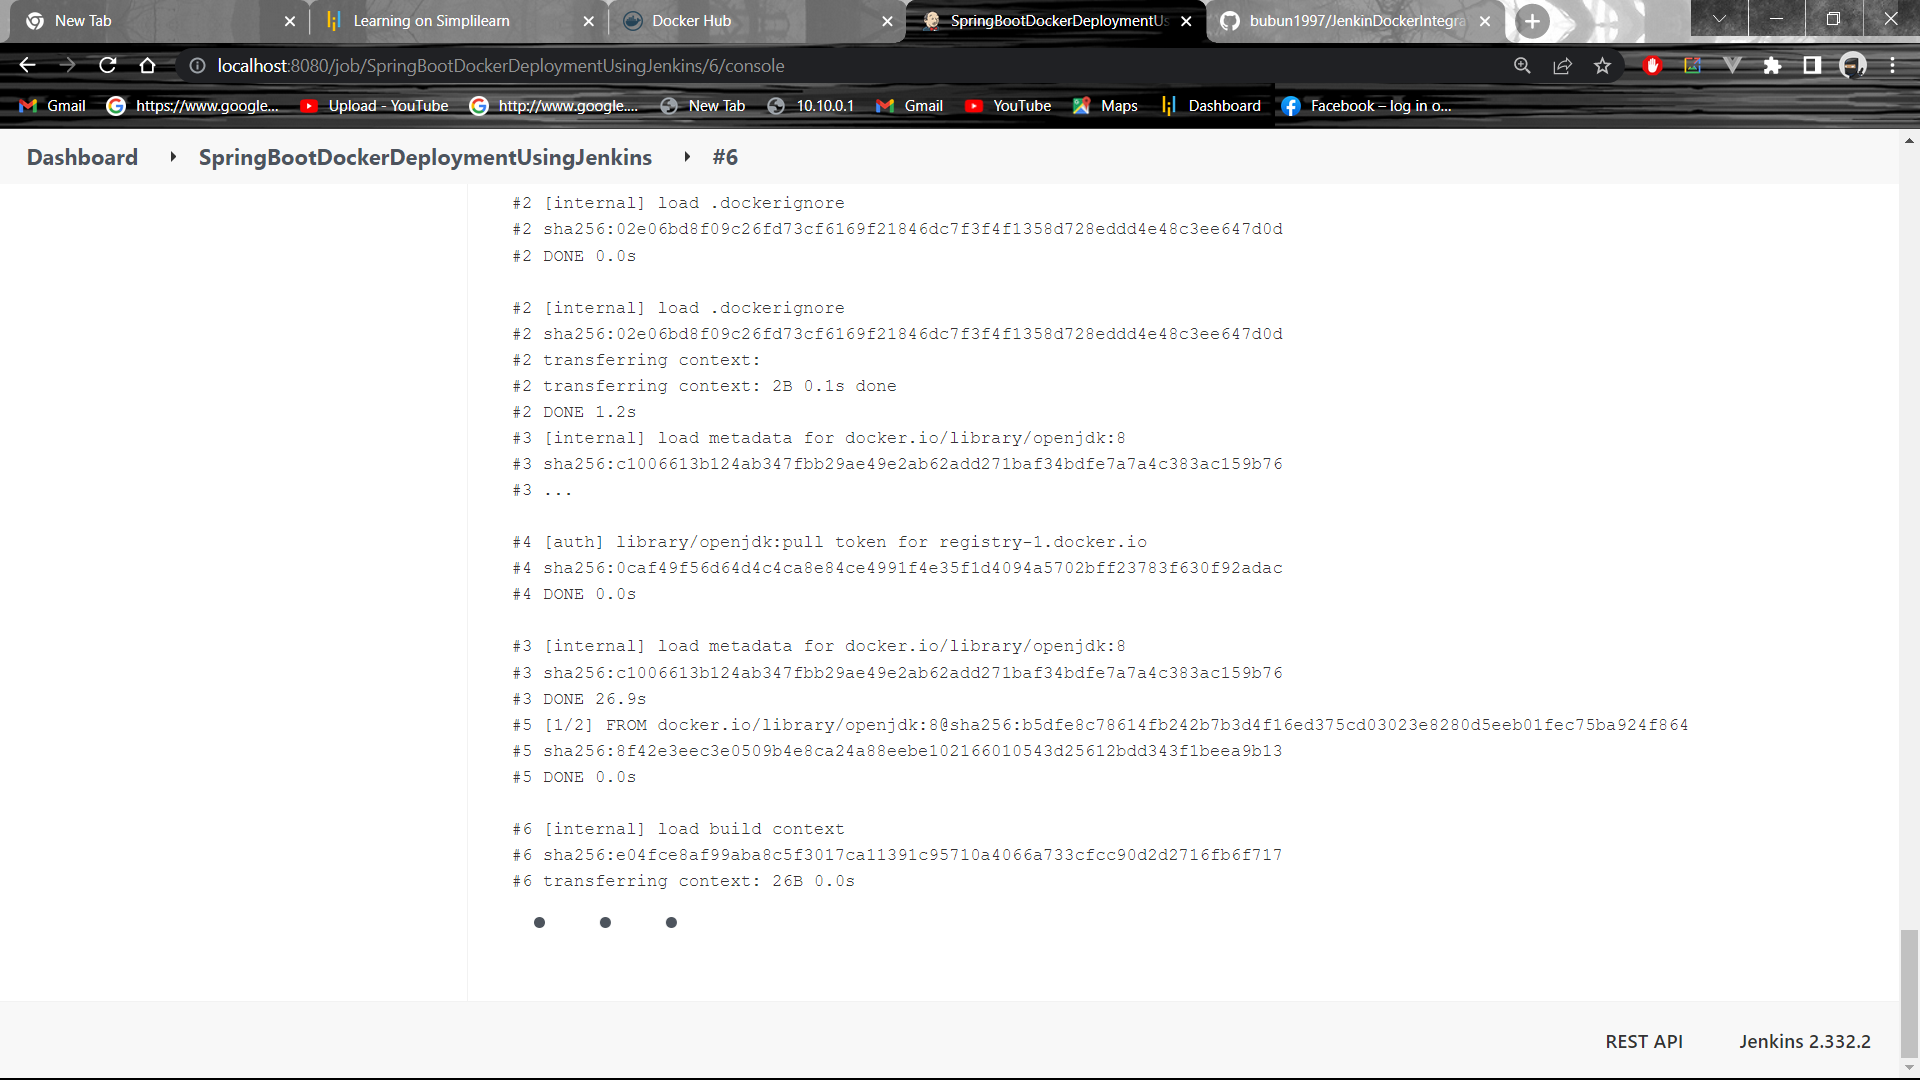 New Tab
Learning on Simplilearn
Docker Hub
SpringBootDockerDeploymentUs
bubun1997/JenkinDockerIntegra
localhost:8080/job/SpringBootDockerDeploymentUsingJenkins/6/console
Gmail
https://www.google...
Upload - YouTube
http://www.google....
New Tab
10.10.0.1
Gmail
YouTube
Maps
Dashboard
Facebook – log in o...
Dashboard
SpringBootDockerDeploymentUsingJenkins
#6
#2 [internal] load .dockerignore
#2 sha256:02e06bd8f09c26fd73cf6169f21846dc7f3f4f1358d728eddd4e48c3ee647d0d
#2 DONE 0.0s
#2 [internal] load .dockerignore
#2 sha256:02e06bd8f09c26fd73cf6169f21846dc7f3f4f1358d728eddd4e48c3ee647d0d
#2 transferring context:
#2 transferring context: 2B 0.1s done
#2 DONE 1.2s
#3 [internal] load metadata for docker.io/library/openjdk:8
#3 sha256:c1006613b124ab347fbb29ae49e2ab62add271baf34bdfe7a7a4c383ac159b76
#3 ...
#4 [auth] library/openjdk:pull token for registry-1.docker.io
#4 sha256:0caf49f56d64d4c4ca8e84ce4991f4e35f1d4094a5702bff23783f630f92adac
#4 DONE 0.0s
#3 [internal] load metadata for docker.io/library/openjdk:8
#3 sha256:c1006613b124ab347fbb29ae49e2ab62add271baf34bdfe7a7a4c383ac159b76
#3 DONE 26.9s
#5 [1/2] FROM docker.io/library/openjdk:8@sha256:b5dfe8c78614fb242b7b3d4f16ed375cd03023e8280d5eeb01fec75ba924f864
#5 sha256:8f42e3eec3e0509b4e8ca24a88eebe102166010543d25612bdd343f1beea9b13
#5 DONE 0.0s
#6 [internal] load build context
#6 sha256:e04fce8af99aba8c5f3017ca11391c95710a4066a733cfcc90d2d2716fb6f717
#6 transferring context: 26B 0.0s
REST API
Jenkins 2.332.2